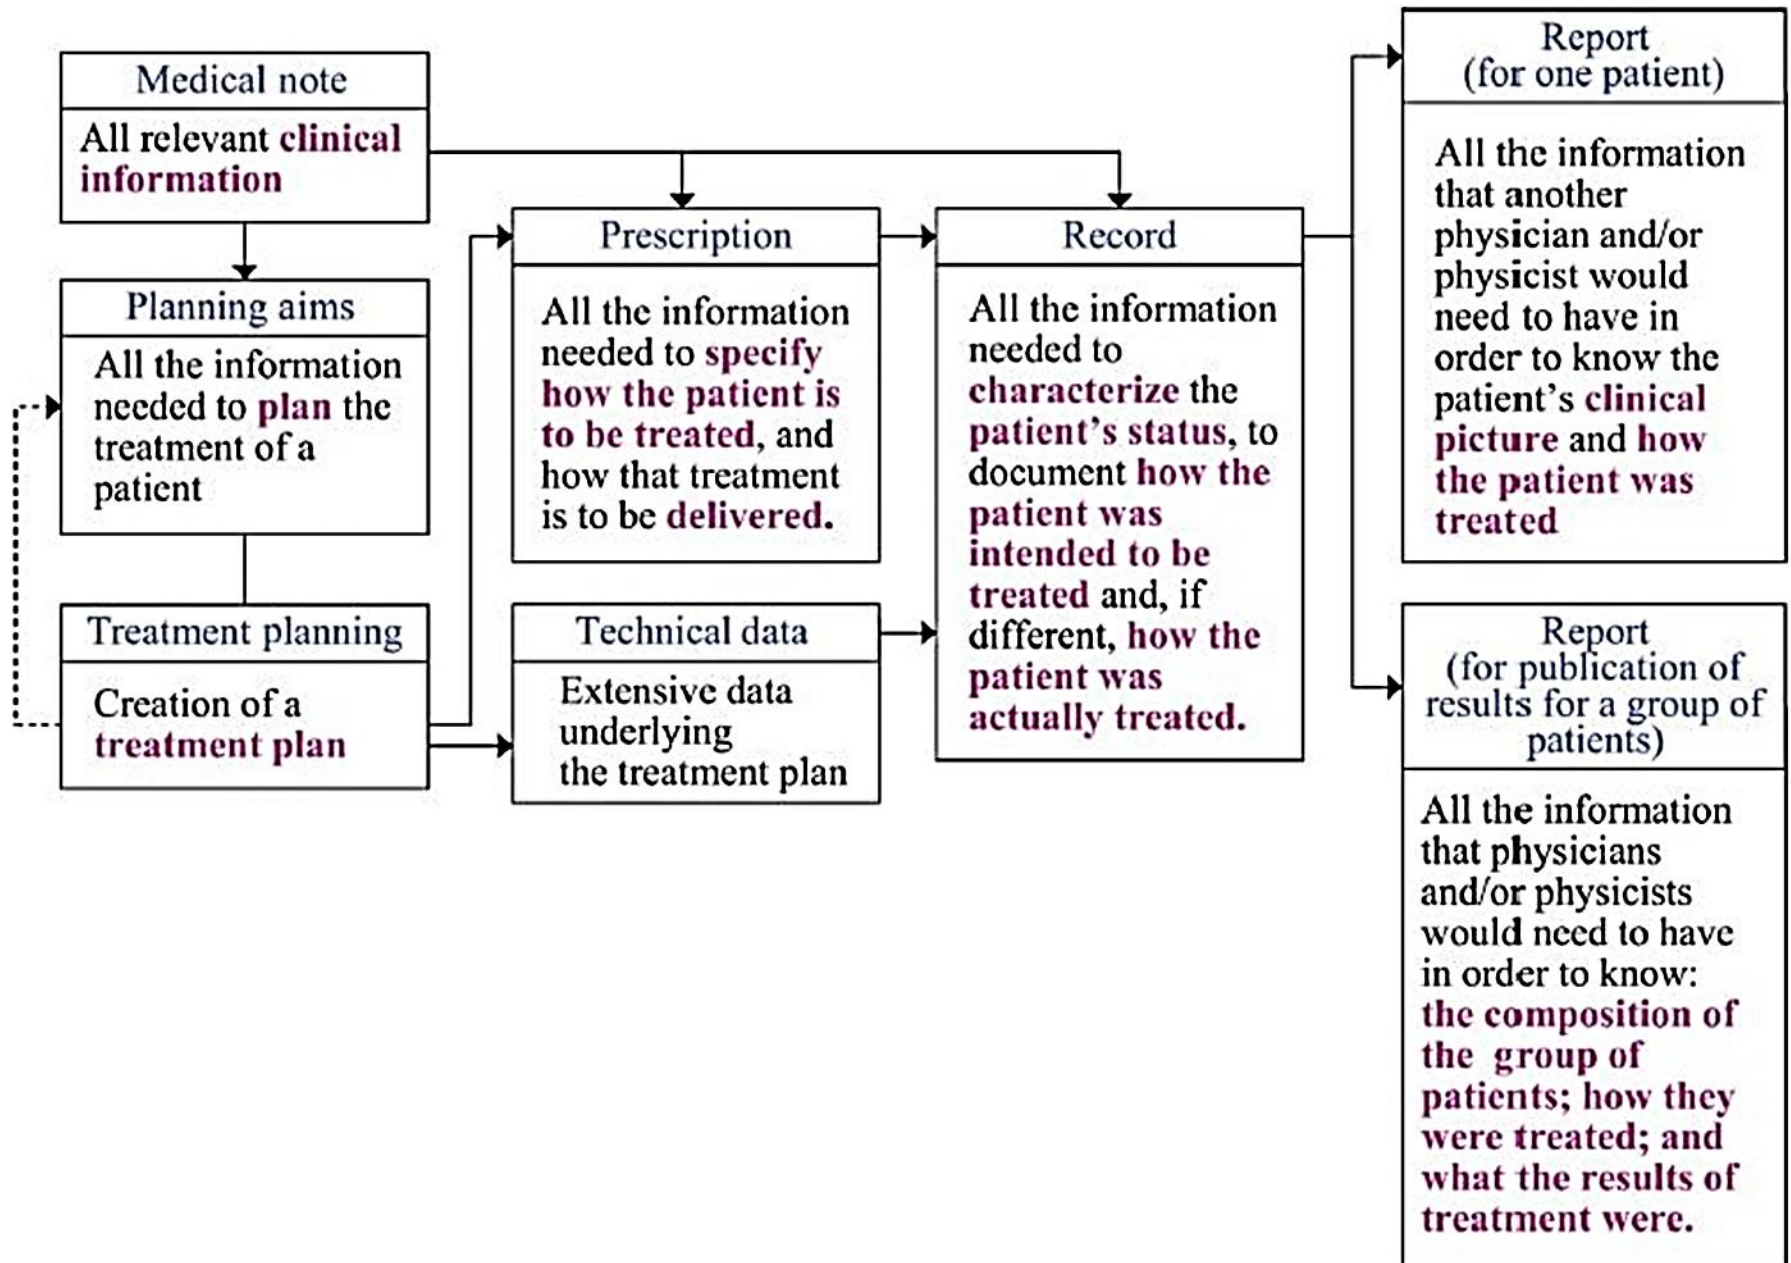 Medical note
All relevant clinical
information
Planning aims
All the information
needed to plan the
treatment of a
patient
Treatment planning
Creation of a
treatment plan
Prescription
All the information
needed to specify
how the patient is
to be treated, and
how that treatment
is to be delivered.
Technical data
Extensive data
underlying
the treatment plan
Record
All the information
needed to
characterize the
patient's status, to
document how the
patient was
intended to be
treated and, if
different, how the
patient was
actually treated.
Report
(for one patient)
All the information
that another
physician and/or
physicist would
need to have in
order to know the
patient's clinical
picture and how
the patient was
treated
Report
(for publication of
results for a group of
patients)
All the information
that physicians
and/or physicists
would need to have
in order to know:
the composition of
the group of
patients; how they
were treated; and
what the results of
treatment were.